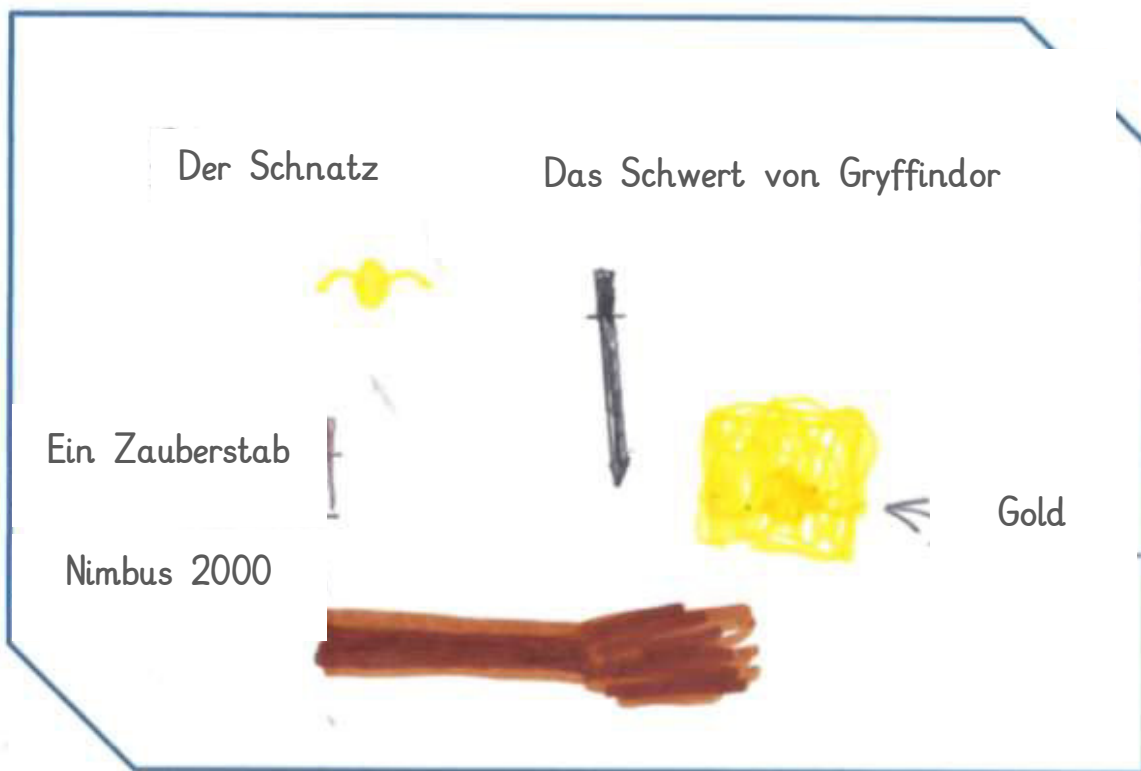 Der Schnatz
Das Schwert von Gryffindor
Ein Zauberstab
Gold
Nimbus 2000